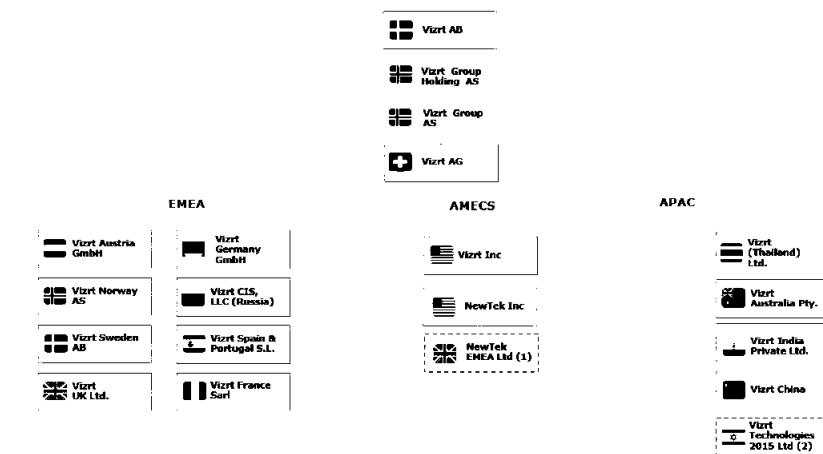 Vizrt AB
Vizrt Group
Holding AS
Vizrt Group
AS
Vizrt AG
EMEA
AMECS
APAC
Vizrt Austria
GmbH
Vizrt
Germany
GmbH
Vizrt Norway
AS
Vizrt CIS,
LLC (Russia)
Vizrt Sweden
AB
Vizrt Spain &
Portugal S.L.
Vizrt
UK Ltd.
Vizrt France
Sarl
Vizrt Inc
NewTek Inc
NewTek
EMEA Ltd (1)
Vizrt
(Thailand)
Ltd.
Vizrt
Australia Pty.
Vizrt India
Private Ltd.
Vizrt China
Vizrt
Technologies
2015 Ltd (2)